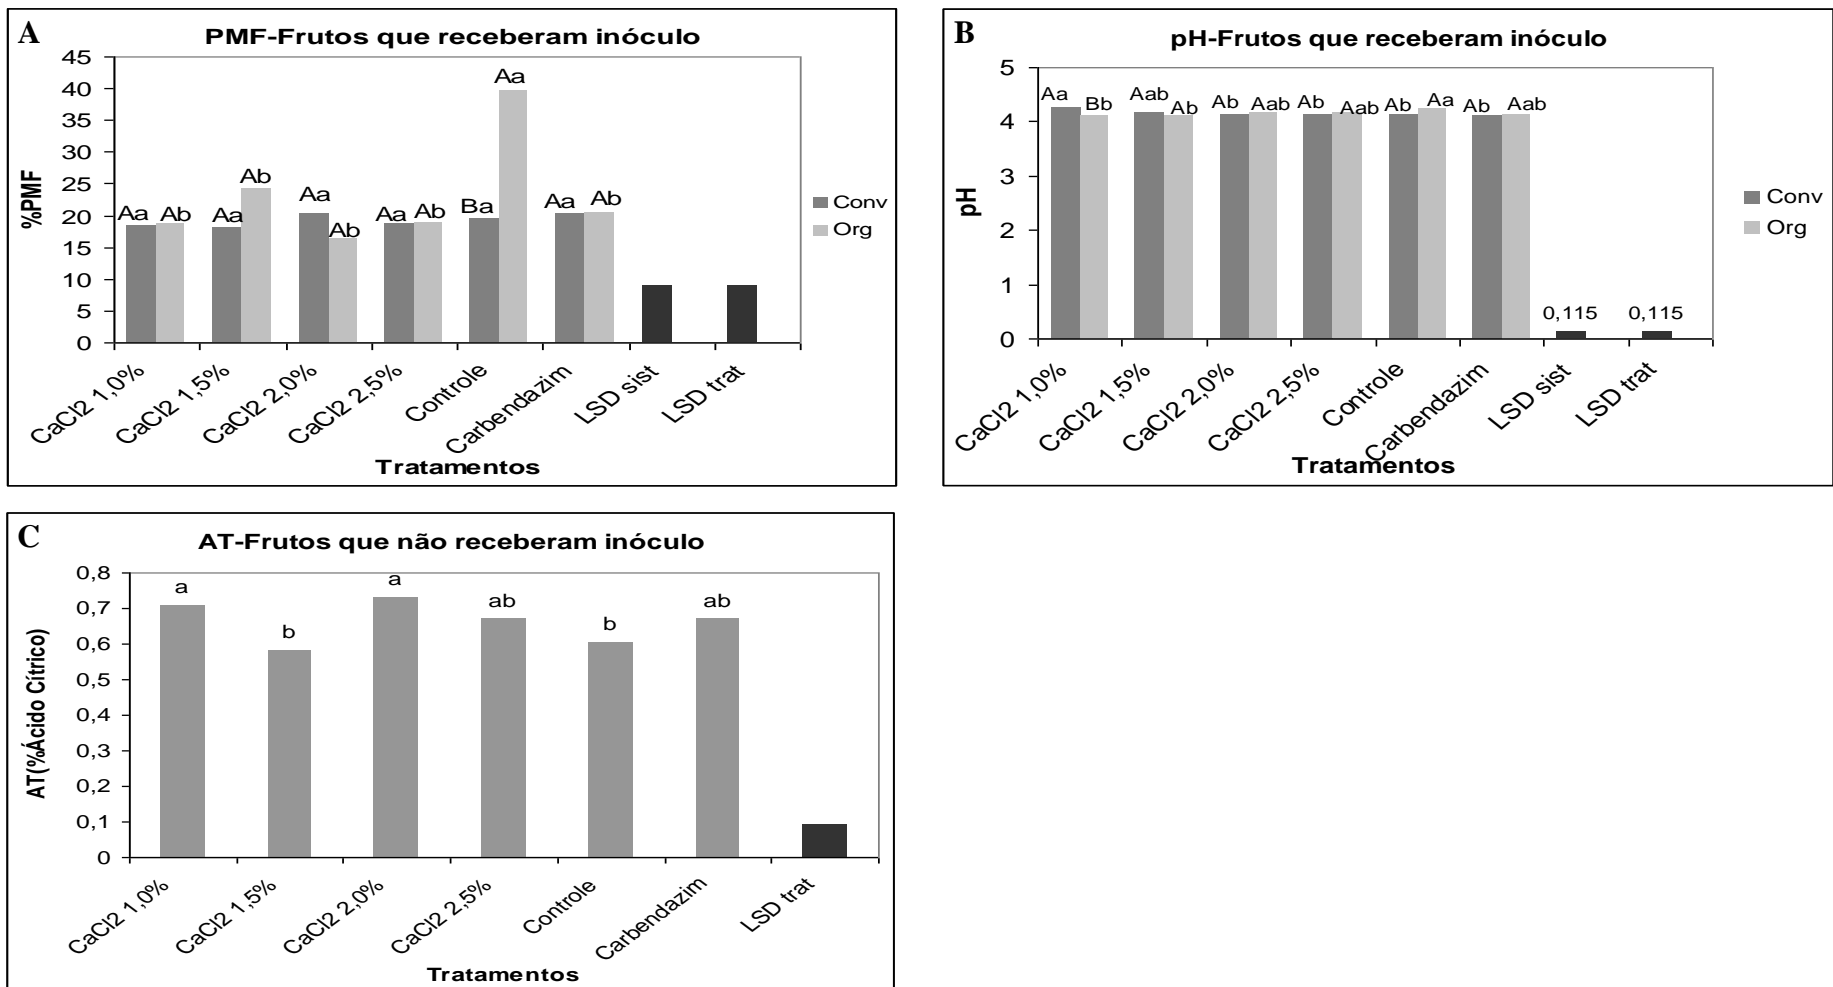 A
PMF-Frutos que receberam inóculo
45
40
35
30
25
20
15
10
5
0
%PMF
Aa Ab Aa Ab Aa Ab Aa Ab Ba Aa Aa Ab
Conv
Org
CaCl2 1,0%
CaCl2 1,5%
CaCl2 2,0%
CaCl2 2,5%
Controle
Carbendazim
LSD sist
LSD trat
Tratamentos
B
pH-Frutos que receberam inóculo
5
4
3
2
1
0
pH
Aa Bb Aab Ab Ab Aab Ab Aab Ab Aa Ab Aab
0,115 0,115
Conv
Org
CaCl2 1,0%
CaCl2 1,5%
CaCl2 2,0%
CaCl2 2,5%
Controle
Carbendazim
LSD sist
LSD trat
Tratamentos
C
AT-Frutos que não receberam inóculo
0,8
0,7
0,6
0,5
0,4
0,3
0,2
0,1
0
AT(%Ácido Cítrico)
a b a ab b ab
CaCl2 1,0%
CaCl2 1,5%
CaCl2 2,0%
CaCl2 2,5%
Controle
Carbendazim
LSD trat
Tratamentos